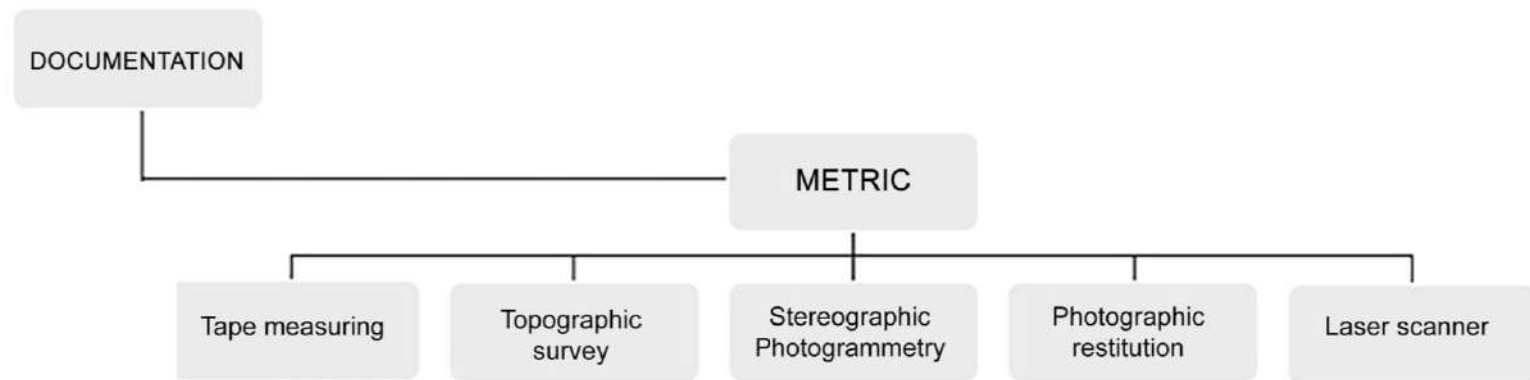 DOCUMENTATION
METRIC
Tape measuring
Topographic
survey
Stereographic
Photogrammetry
Photographic
restitution
Laser scanner